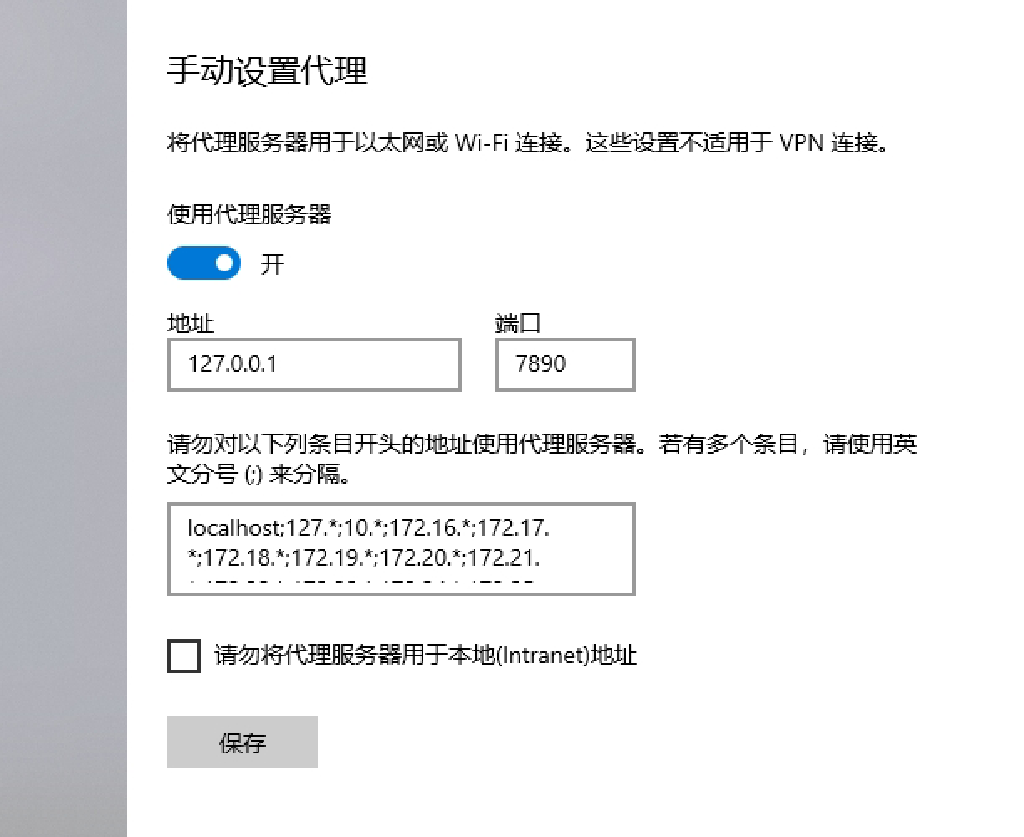 手动设置代理
将代理服务器用于以太网或 Wi-Fi 连接。这些设置不适用于 VPN 连接。
使用代理服务器
开
地址 端口
127.0.0.1 7890
请勿对以下列条目开头的地址使用代理服务器。若有多个条目，请使用英
文分号 (;) 来分隔。
localhost;127.*;10.*;172.16.*;172.17.
*;172.18.*;172.19.*;172.20.*;172.21.
请勿将代理服务器用于本地(Intranet)地址
保存